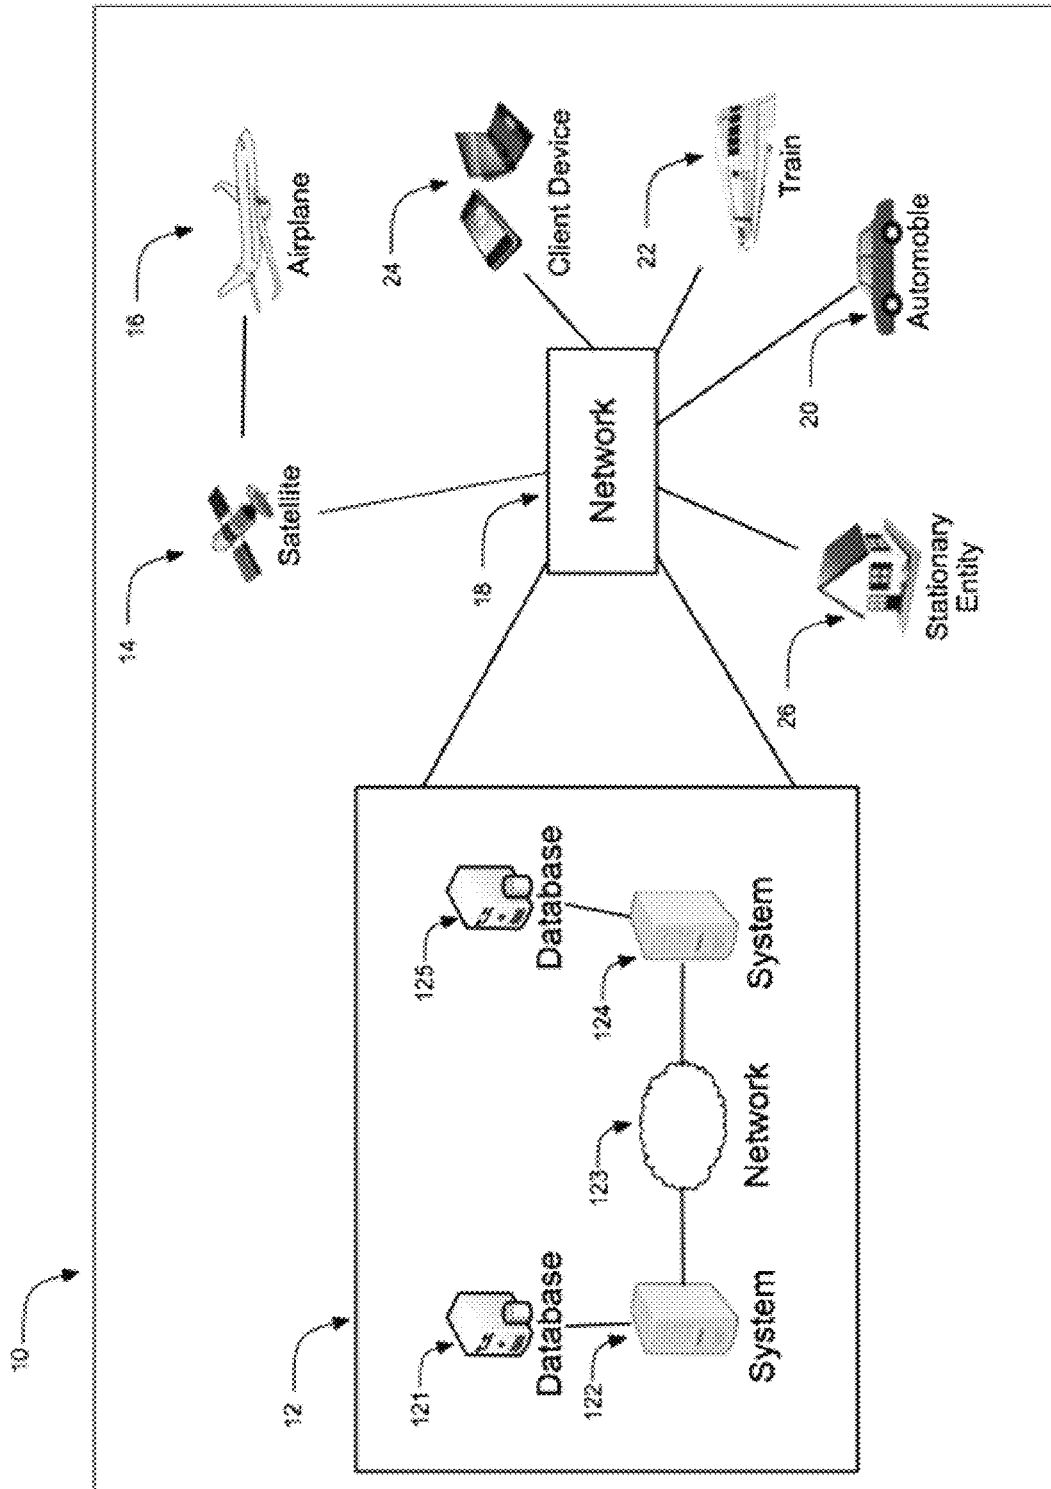 10
12
121
Database
122
System
123
Network
125
Database
124
System
14
Satellite
16
Airplane
18
Network
24
Client Device
22
Train
20
Automoble
26
Stationary
Entity